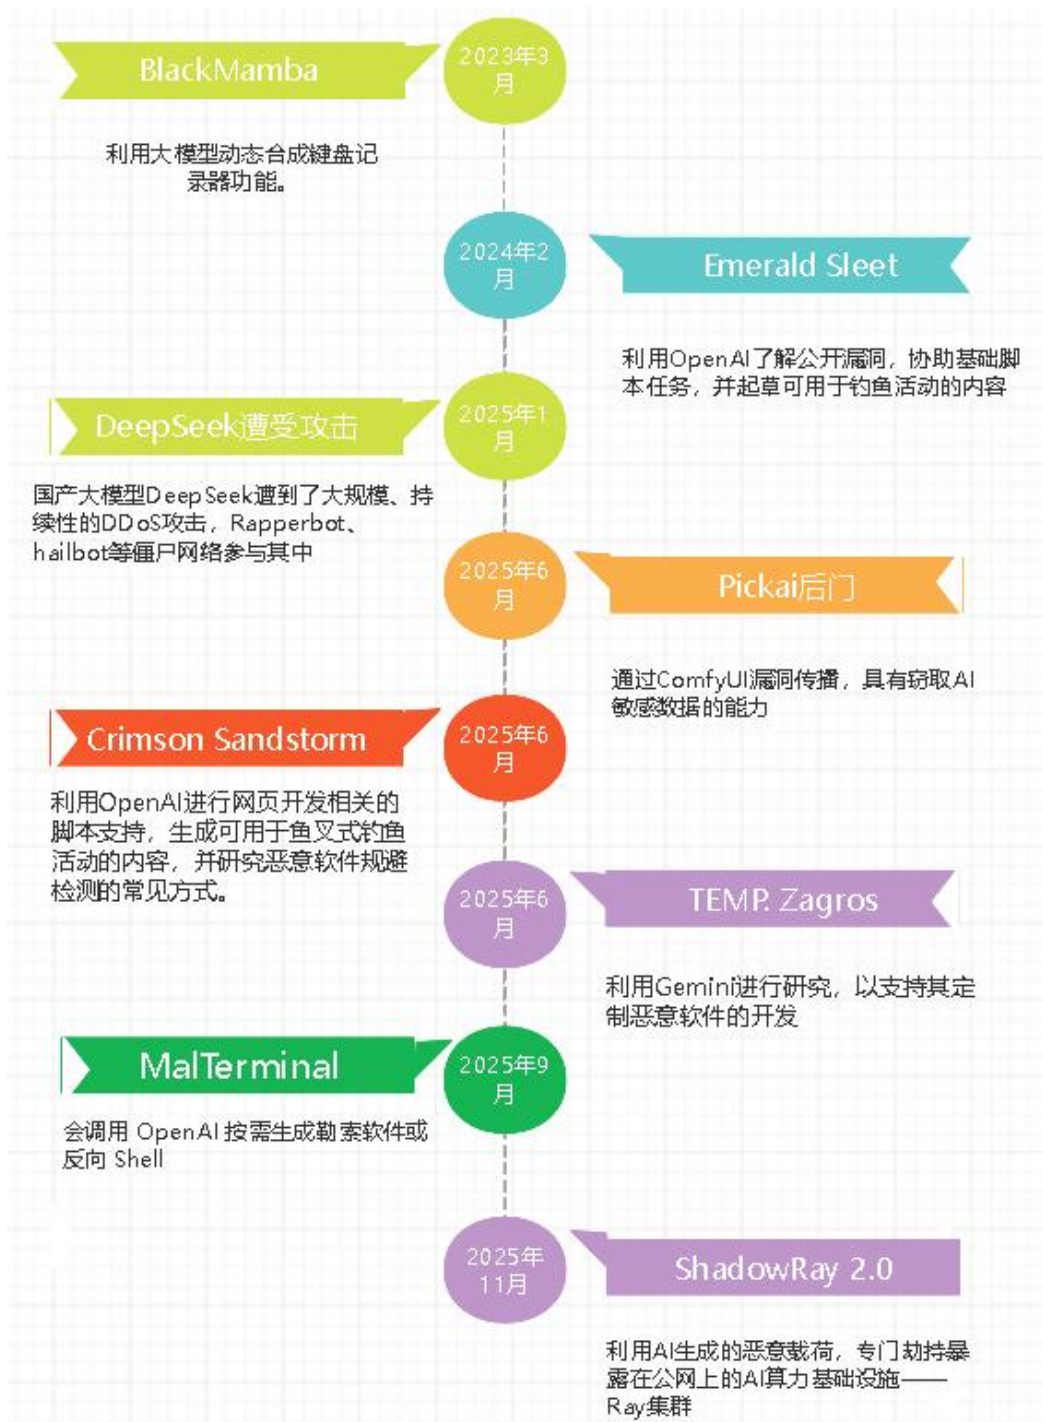 BlackMamba
2023年3
月
利用大模型动态合成键盘记
录器功能。
2024年2
月
Emerald Sleet
利用OpenAI了解公开漏洞，协助基础脚
本任务，并起草可用于钓鱼活动的内容
DeepSeek遭受攻击
2025年1
月
国产大模型DeepSeek遭到了大规模、持
续性的DDoS攻击，Rapperbot、
hailbot等僵尸网络参与其中
2025年6
月
Pickai后门
通过ComfyUI漏洞传播，具有窃取AI
敏感数据的能力
Crimson Sandstorm
2025年6
月
利用OpenAI进行网页开发相关的
脚本支持，生成可用于鱼叉式钓鱼
活动的内容，并研究恶意软件规避
检测的常见方式。
2025年6
月
TEMP. Zagros
利用Gemini进行研究，以支持其定
制恶意软件的开发
MalTerminal
2025年9
月
会调用 OpenAI 按需生成勒索软件或
反向 Shell
2025年
11月
ShadowRay 2.0
利用AI生成的恶意载荷，专门劫持暴
露在公网上的AI算力基础设施——
Ray集群